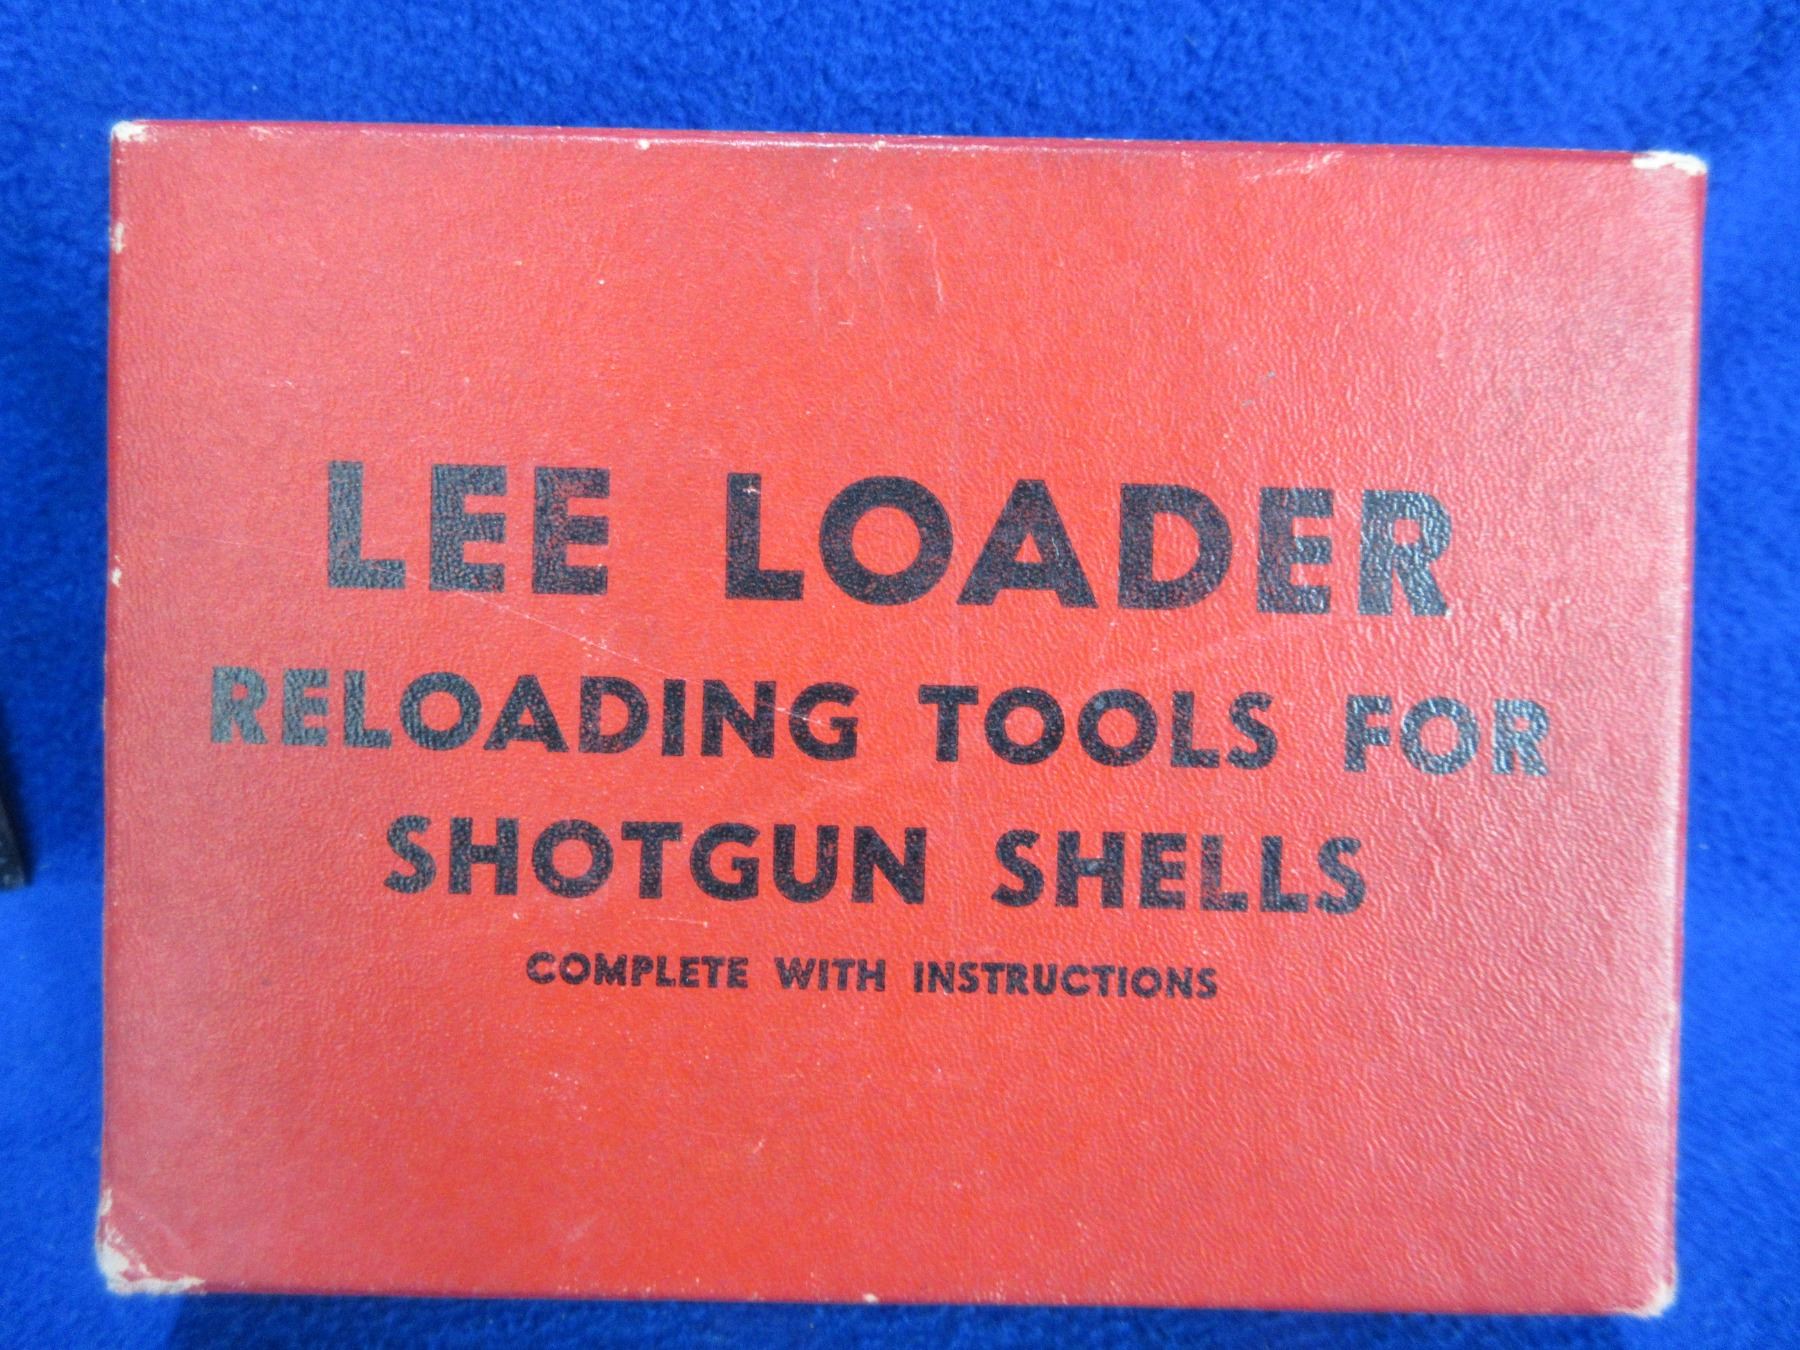 LEE LOADER
RELOADING TOOLS FOR
SHOTGUN SHELLS
COMPLETE WITH INSTRUCTIONS